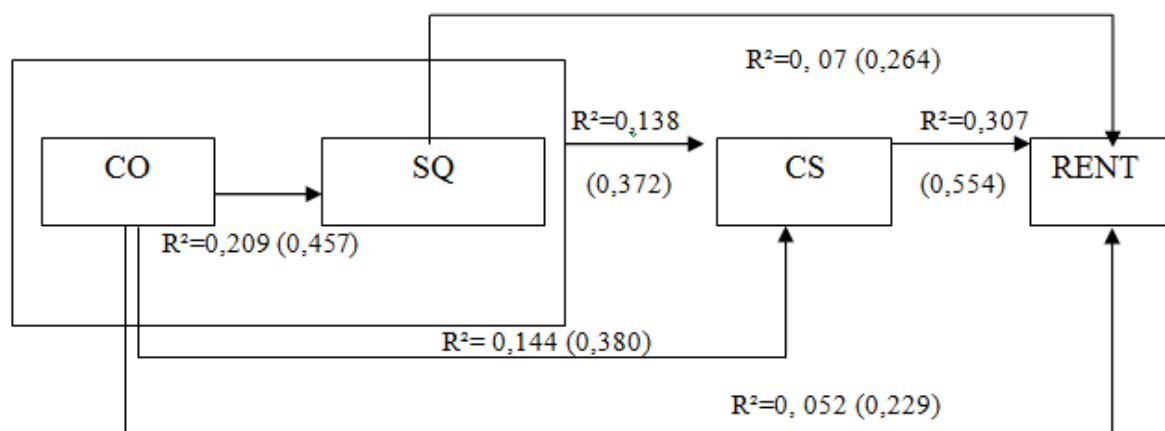 R²=0, 07 (0,264)
R²=0,138
R²=0,307
CO
SQ
CS
RENT
(0,372)
(0,554)
R²=0,209 (0,457)
R²= 0,144 (0,380)
R²=0, 052 (0,229)